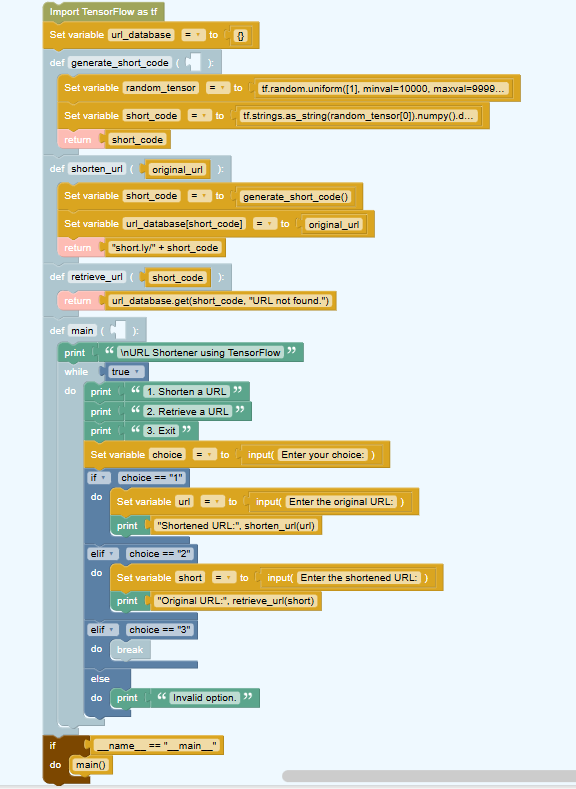 Import TensorFlow as tf
Set variable url_database = to {}
def generate_short_code ( ):
Set variable random_tensor = to tf.random.uniform([1], minval=10000, maxval=9999...
Set variable short_code = to tf.strings.as_string(random_tensor[0]).numpy().d...
return short_code
def shorten_url ( original_url ):
Set variable short_code = to generate_short_code()
Set variable url_database[short_code] = to original_url
return "short.ly/" + short_code
def retrieve_url ( short_code ):
return url_database.get(short_code, "URL not found.")
def main ( ):
print “ \nURL Shortener using TensorFlow ”
while true
do print “ 1. Shorten a URL ”
print “ 2. Retrieve a URL ”
print “ 3. Exit ”
Set variable choice = to input( Enter your choice: )
if choice == "1"
do Set variable url = to input( Enter the original URL: )
print "Shortened URL:", shorten_url(url)
elif choice == "2"
do Set variable short = to input( Enter the shortened URL: )
print "Original URL:", retrieve_url(short)
elif choice == "3"
do break
else
do print “ Invalid option. ”
if __name__ == "__main__"
do main()